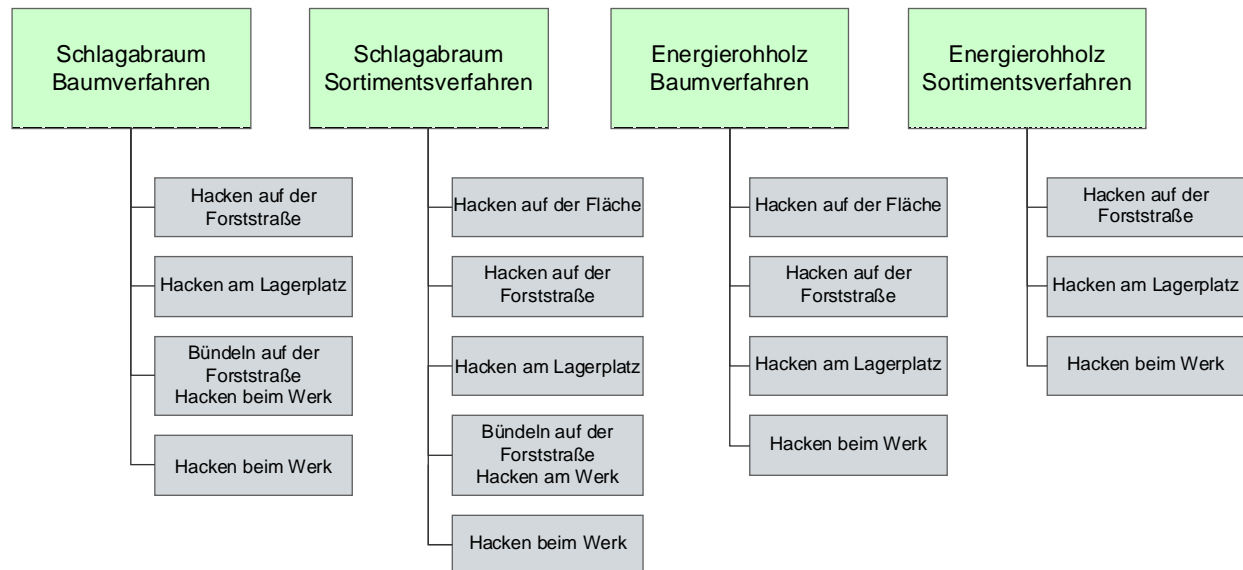 Schlagabraum
Baumverfahren
Hacken auf der
Forststraße
Hacken am Lagerplatz
Bündeln auf der
Forststraße
Hacken beim Werk
Hacken beim Werk
Schlagabraum
Sortimentsverfahren
Hacken auf der Fläche
Hacken auf der
Forststraße
Hacken am Lagerplatz
Bündeln auf der
Forststraße
Hacken am Werk
Hacken beim Werk
Energierohholz
Baumverfahren
Hacken auf der Fläche
Hacken auf der
Forststraße
Hacken am Lagerplatz
Hacken beim Werk
Energierohholz
Sortimentsverfahren
Hacken auf der
Forststraße
Hacken am Lagerplatz
Hacken beim Werk